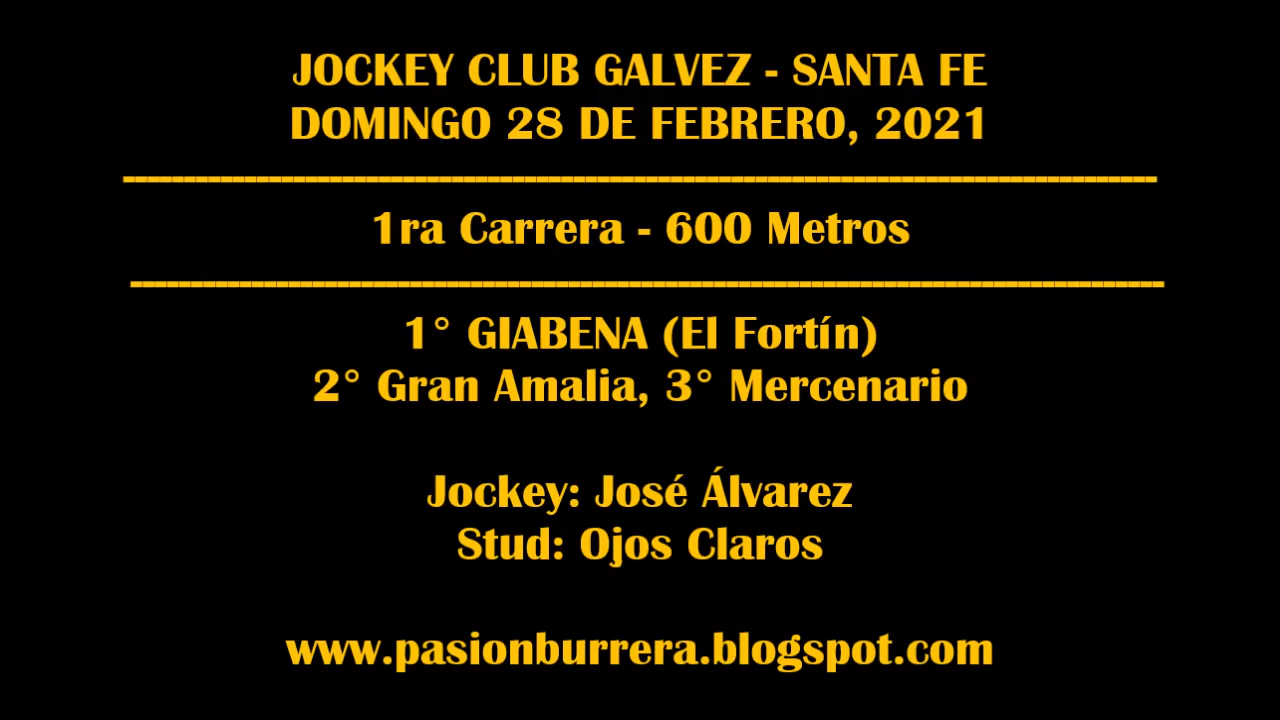 JOCKEY CLUB GALVEZ - SANTA FE
DOMINGO 28 DE FEBRERO, 2021
1ra Carrera - 600 Metros
1° GIABENA (El Fortín)
2° Gran Amalia, 3° Mercenario
Jockey: José Álvarez
Stud: Ojos Claros
www.pasionburrera.blogspot.com